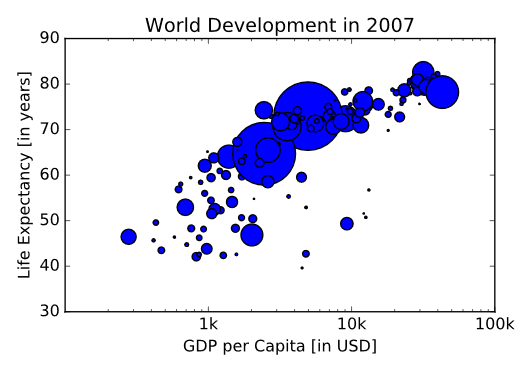 World Development in 2007
Life Expectancy [in years]
90
80
70
60
50
40
30
1k
10k
100k
GDP per Capita [in USD]